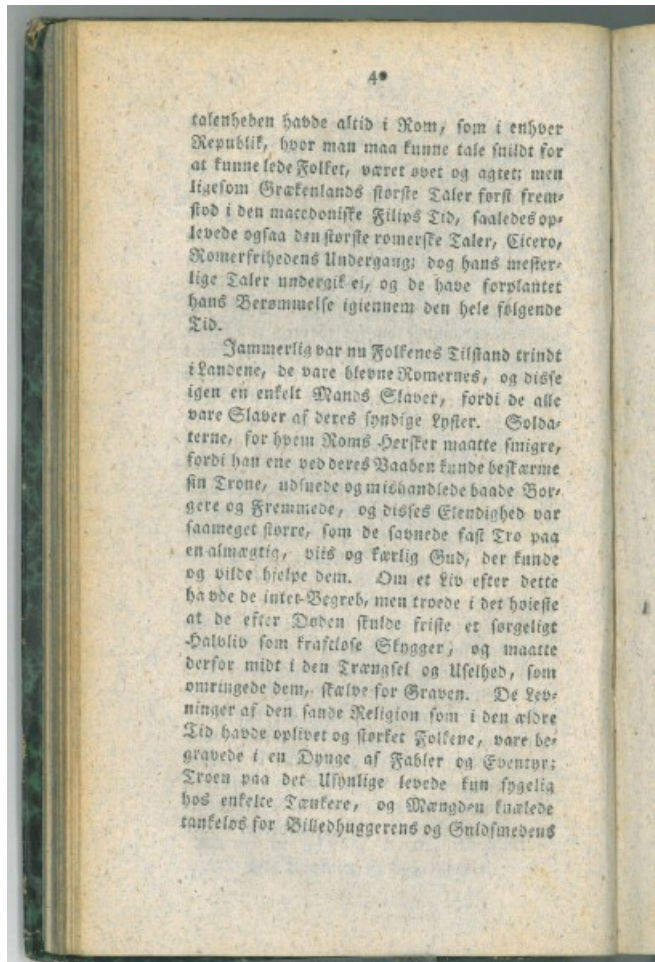 40
talenheden havde altid i Rom, som i enhver
Republik, hvor man maa kunne tale snildt for
at kunne lede Folket, været øvet og agtet; men
ligesom Grækenlands største Taler først frem-
stod i den macedoniske Filips Tid, saaledes op-
levede ogsaa den største romerske Taler, Cicero,
Romerfrihedens Undergang; dog hans mester-
lige Taler undergik ei, og de have forplantet
hans Berømmelse igiennem den hele følgende
Tid.
Jammerlig var nu Folkenes Tilstand trindt
i Landene, de vare blevne Romernes, og disse
igen en enkelt Mands Slaver, fordi de alle
vare Slaver af deres syndige Lyster. Solda-
terne, for hvem Roms Hersker maatte smigre,
fordi han ene ved deres Vaaben kunde beskærme
sin Trone, udsuede og mishandlede baade Bor-
gere og Fremmede, og disses Elendighed var
saameget større, som de savnede fast Tro paa
en almægtig, viis og kærlig Gud, der kunde
og vilde hjelpe dem. Om et Liv efter dette
havde de intet Begreb, men troede i det høieste
at de efter Døden skulde friste et sørgeligt
Halvliv som kraftløse Skygger, og maatte
derfor midt i den Trængsel og Uselhed, som
omringede dem, skælve for Graven. De Lev-
ninger af den sande Religion som i den ældre
Tid havde oplivet og størket Folkene, vare be-
gravede i en Dynge af Fabler og Eventyr;
Troen paa det Usynlige levede kun sygelig
hos enkelte Tænkere, og Mængden knælede
tankeløs for Billedhuggerens og Guldsmedens